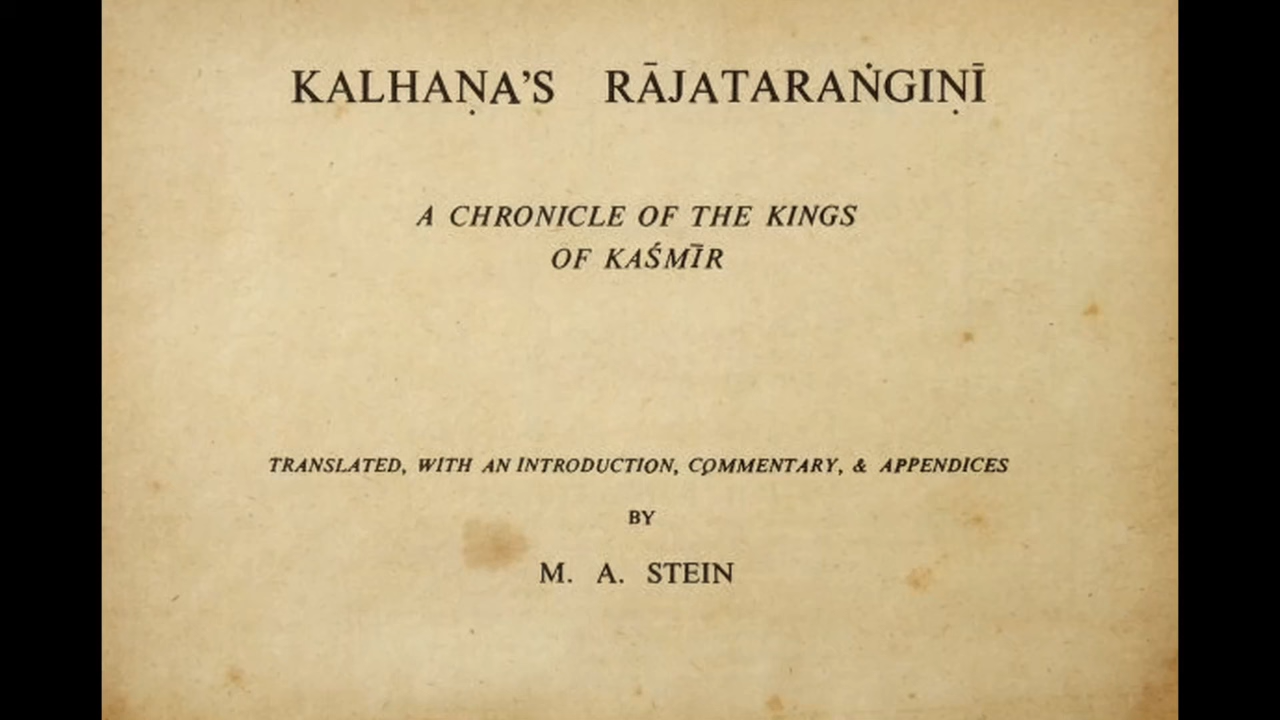 KALHAṆA’S RĀJATARAṄGIṆĪ
A CHRONICLE OF THE KINGS
OF KAŚMĪR
TRANSLATED, WITH AN INTRODUCTION, COMMENTARY, & APPENDICES
BY
M. A. STEIN